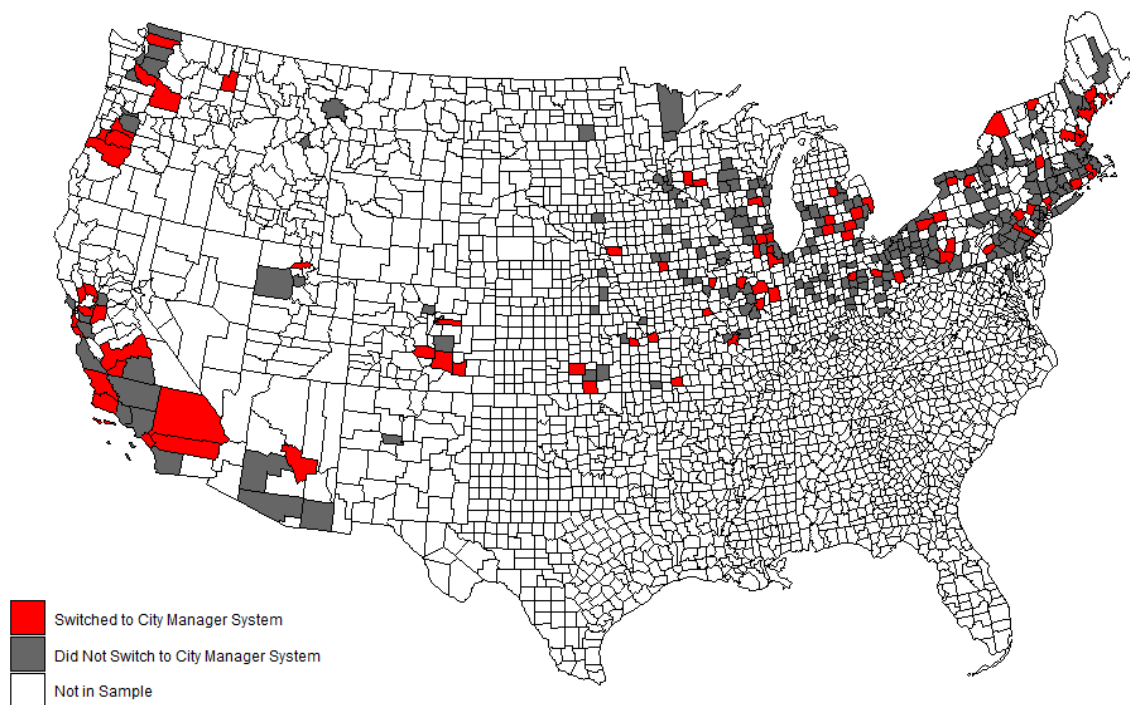 Switched to City Manager System
Did Not Switch to City Manager System
Not in Sample